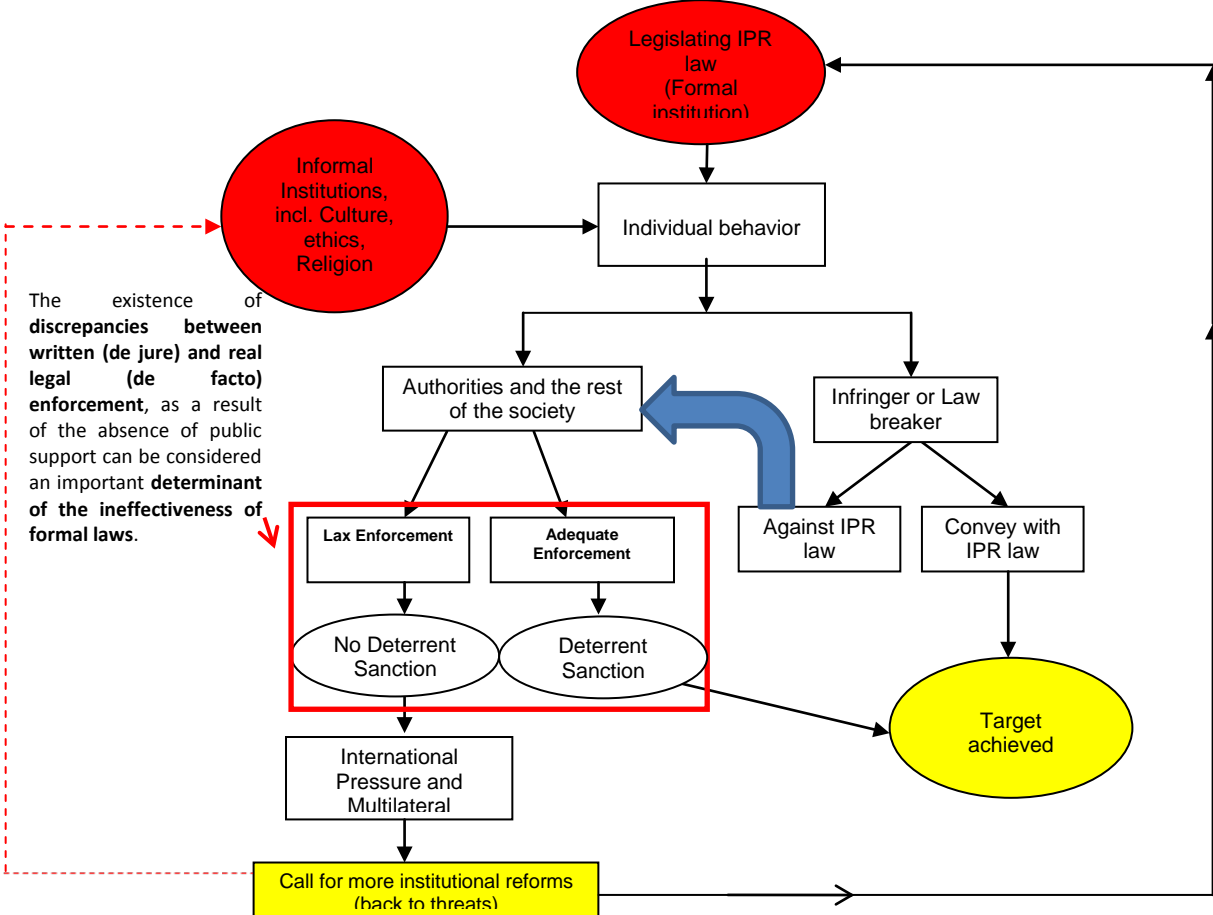 Legislating IPR
law
(Formal
institution)
Informal
Institutions,
incl. Culture,
ethics,
Religion
Individual behavior
The existence of
discrepancies between
written (de jure) and real
legal (de facto)
enforcement, as a result
of the absence of public
support can be considered
an important determinant
of the ineffectiveness of
formal laws.
Authorities and the rest
of the society
Infringer or Law
breaker
Lax Enforcement
Adequate
Enforcement
Against IPR
law
Convey with
IPR law
No Deterrent
Sanction
Deterrent
Sanction
Target
achieved
International
Pressure and
Multilateral
Call for more institutional reforms
(back to threats)